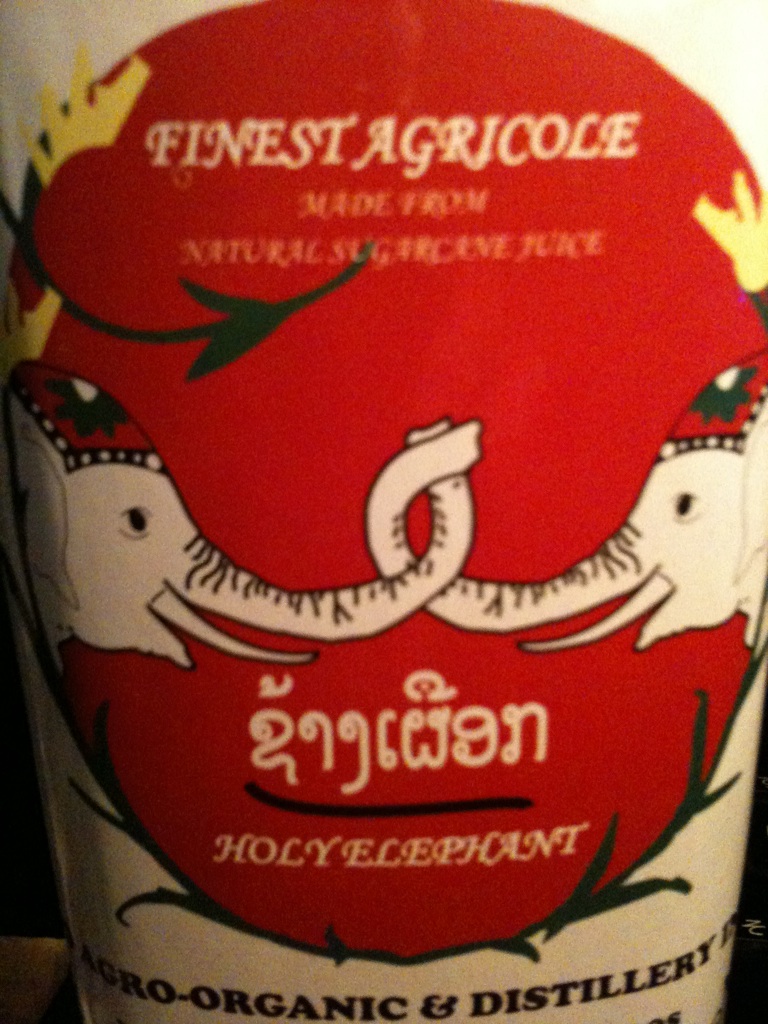 FINEST AGRICOLE
MADE FROM
NATURAL SUGARCANE JUICE
ຊ້າງເຜືອກ
HOLY ELEPHANT
AGRO-ORGANIC & DISTILLERY